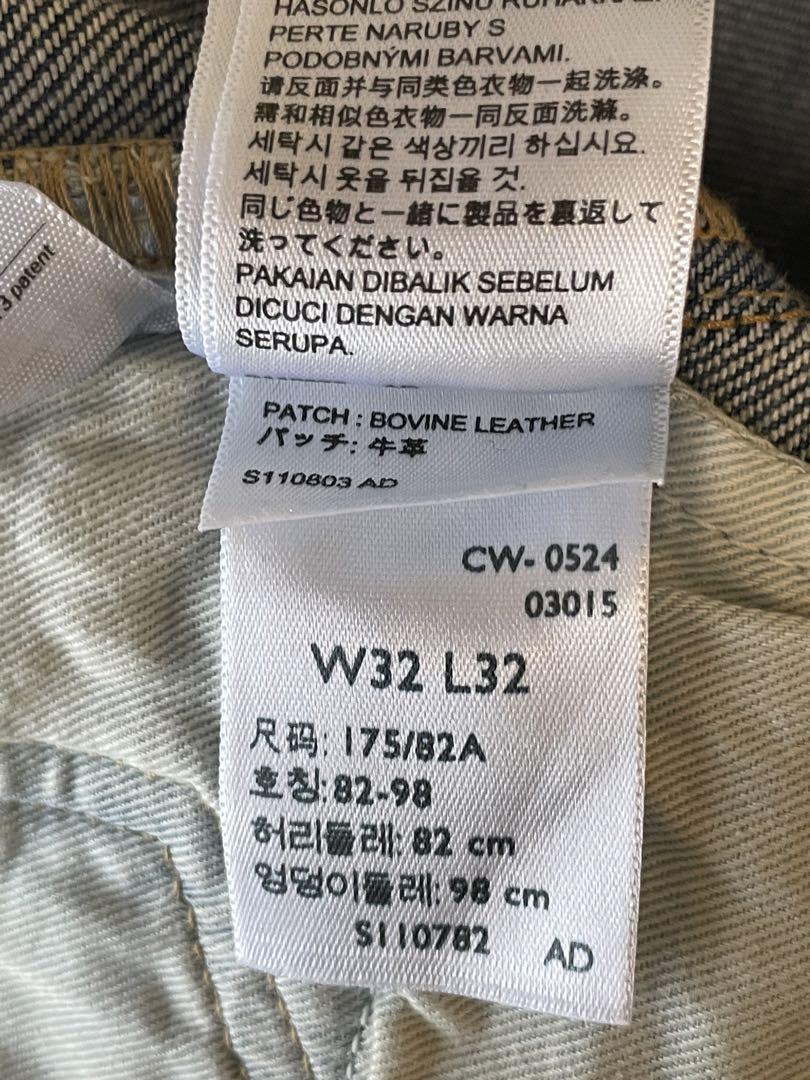 PERTE NARUBY S
PODOBNÝMI BARVAMI.
请反面并与同类色衣物一起洗涤。
需和相似色衣物一同反面洗滌。
세탁시 같은 색상끼리 하십시요.
세탁시 옷을 뒤집을 것.
同じ色物と一緒に製品を裏返して
洗ってください。
PAKAIAN DIBALIK SEBELUM
DICUCI DENGAN WARNA
SERUPA.
3 patent
PATCH : BOVINE LEATHER
パッチ: 牛革
S110803 AD
CW- 0524
03015
W32 L32
尺码: 175/82A
호칭:82-98
허리둘레: 82 cm
엉덩이둘레: 98 cm
S110782 AD